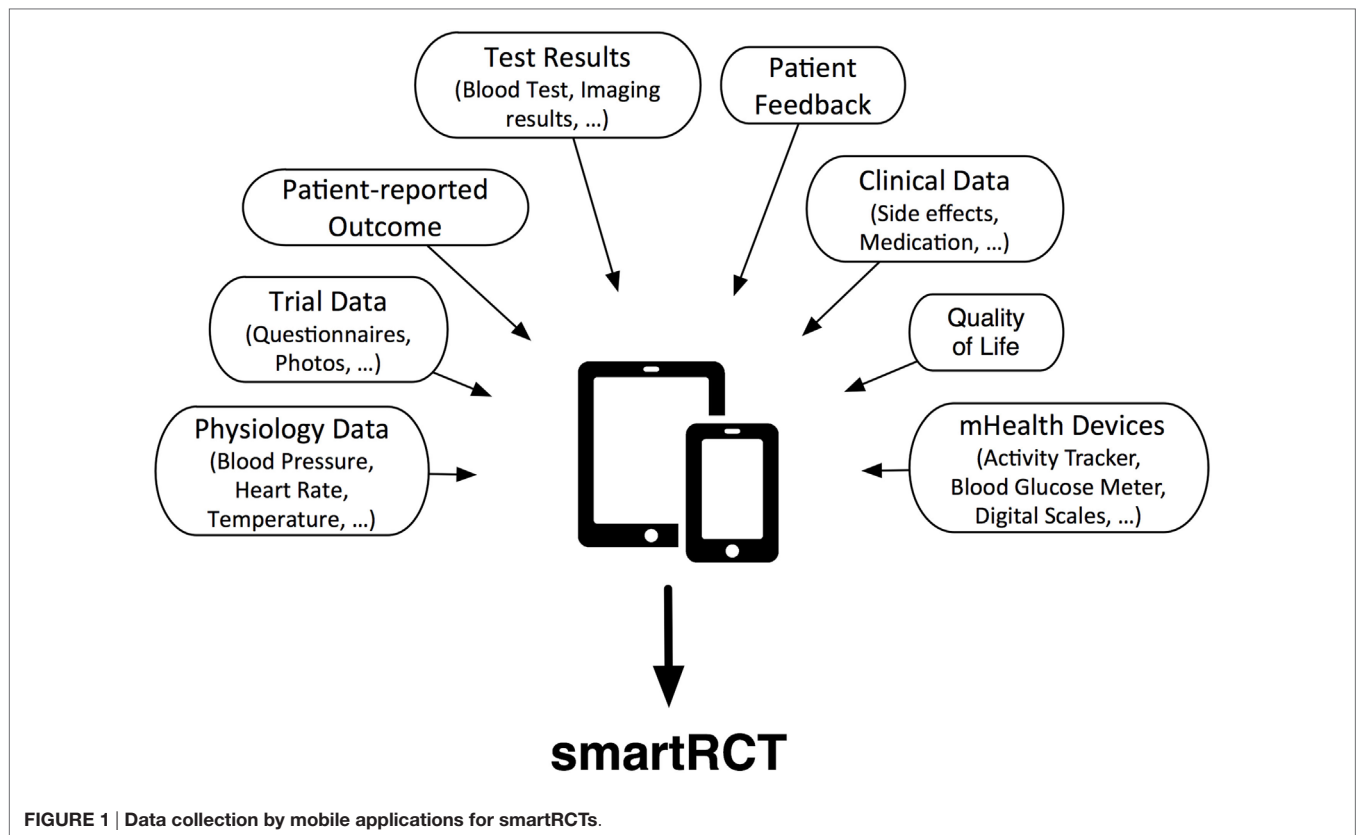 Test Results
(Blood Test, Imaging
results, ...)
Patient
Feedback
Patient-reported
Outcome
Clinical Data
(Side effects,
Medication, ...)
Trial Data
(Questionnaires,
Photos, ...)
Quality
of Life
Physiology Data
(Blood Pressure,
Heart Rate,
Temperature, ...)
mHealth Devices
(Activity Tracker,
Blood Glucose Meter,
Digital Scales, ...)
smartRCT
FIGURE 1 | Data collection by mobile applications for smartRCTs.